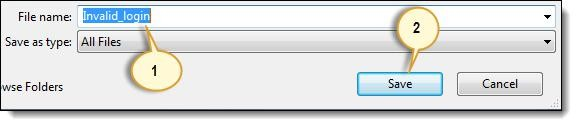 File name: Invalid_login
Save as type: All Files
1
2
wse Folders
Save Cancel